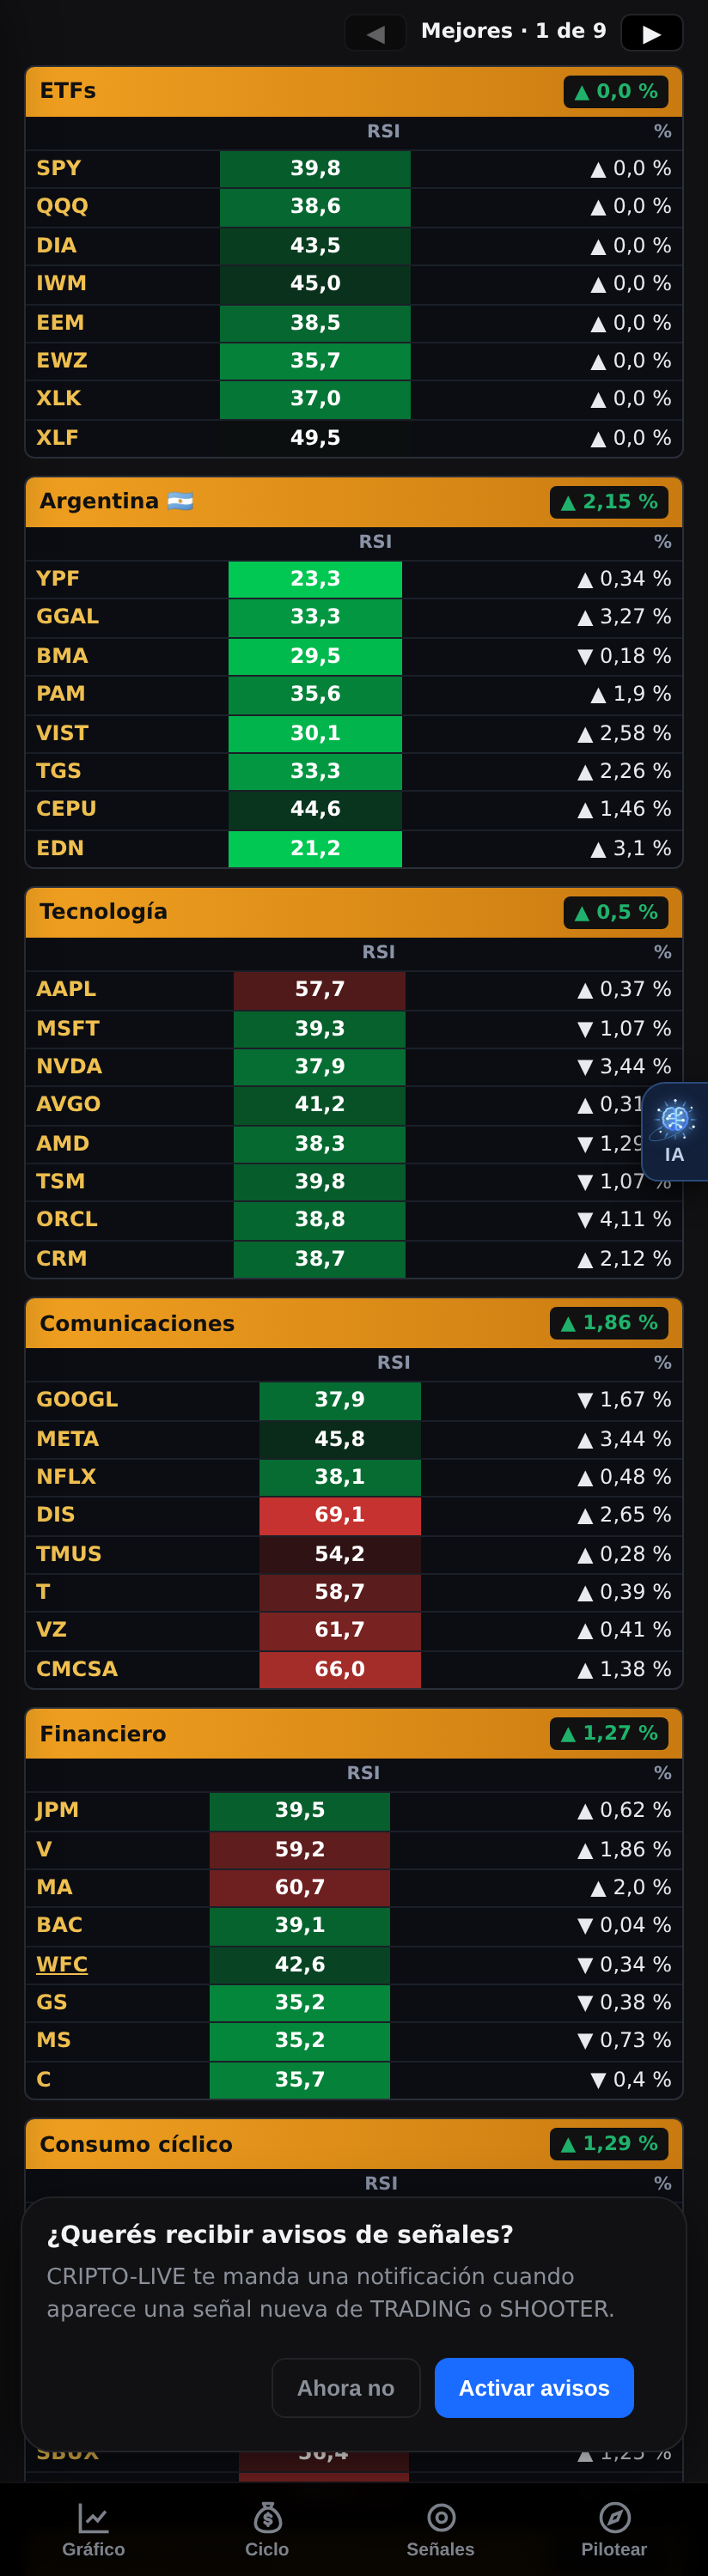 ◀ Mejores · 1 de 9 ▶
ETFs ▲ 0,0 %
RSI %
SPY 39,8 ▲ 0,0 %
QQQ 38,6 ▲ 0,0 %
DIA 43,5 ▲ 0,0 %
IWM 45,0 ▲ 0,0 %
EEM 38,5 ▲ 0,0 %
EWZ 35,7 ▲ 0,0 %
XLK 37,0 ▲ 0,0 %
XLF 49,5 ▲ 0,0 %
Argentina 🇦🇷 ▲ 2,15 %
RSI %
YPF 23,3 ▲ 0,34 %
GGAL 33,3 ▲ 3,27 %
BMA 29,5 ▼ 0,18 %
PAM 35,6 ▲ 1,9 %
VIST 30,1 ▲ 2,58 %
TGS 33,3 ▲ 2,26 %
CEPU 44,6 ▲ 1,46 %
EDN 21,2 ▲ 3,1 %
Tecnología ▲ 0,5 %
RSI %
AAPL 57,7 ▲ 0,37 %
MSFT 39,3 ▼ 1,07 %
NVDA 37,9 ▼ 3,44 %
AVGO 41,2 ▲ 0,31
AMD 38,3 ▼ 1,29
IA
TSM 39,8 ▼ 1,07 %
ORCL 38,8 ▼ 4,11 %
CRM 38,7 ▲ 2,12 %
Comunicaciones ▲ 1,86 %
RSI %
GOOGL 37,9 ▼ 1,67 %
META 45,8 ▲ 3,44 %
NFLX 38,1 ▲ 0,48 %
DIS 69,1 ▲ 2,65 %
TMUS 54,2 ▲ 0,28 %
T 58,7 ▲ 0,39 %
VZ 61,7 ▲ 0,41 %
CMCSA 66,0 ▲ 1,38 %
Financiero ▲ 1,27 %
RSI %
JPM 39,5 ▲ 0,62 %
V 59,2 ▲ 1,86 %
MA 60,7 ▲ 2,0 %
BAC 39,1 ▼ 0,04 %
WFC 42,6 ▼ 0,34 %
GS 35,2 ▼ 0,38 %
MS 35,2 ▼ 0,73 %
C 35,7 ▼ 0,4 %
Consumo cíclico ▲ 1,29 %
RSI %
¿Querés recibir avisos de señales?
CRIPTO-LIVE te manda una notificación cuando
aparece una señal nueva de TRADING o SHOOTER.
Ahora no Activar avisos
SBUX
Gráfico Ciclo Señales Pilotear